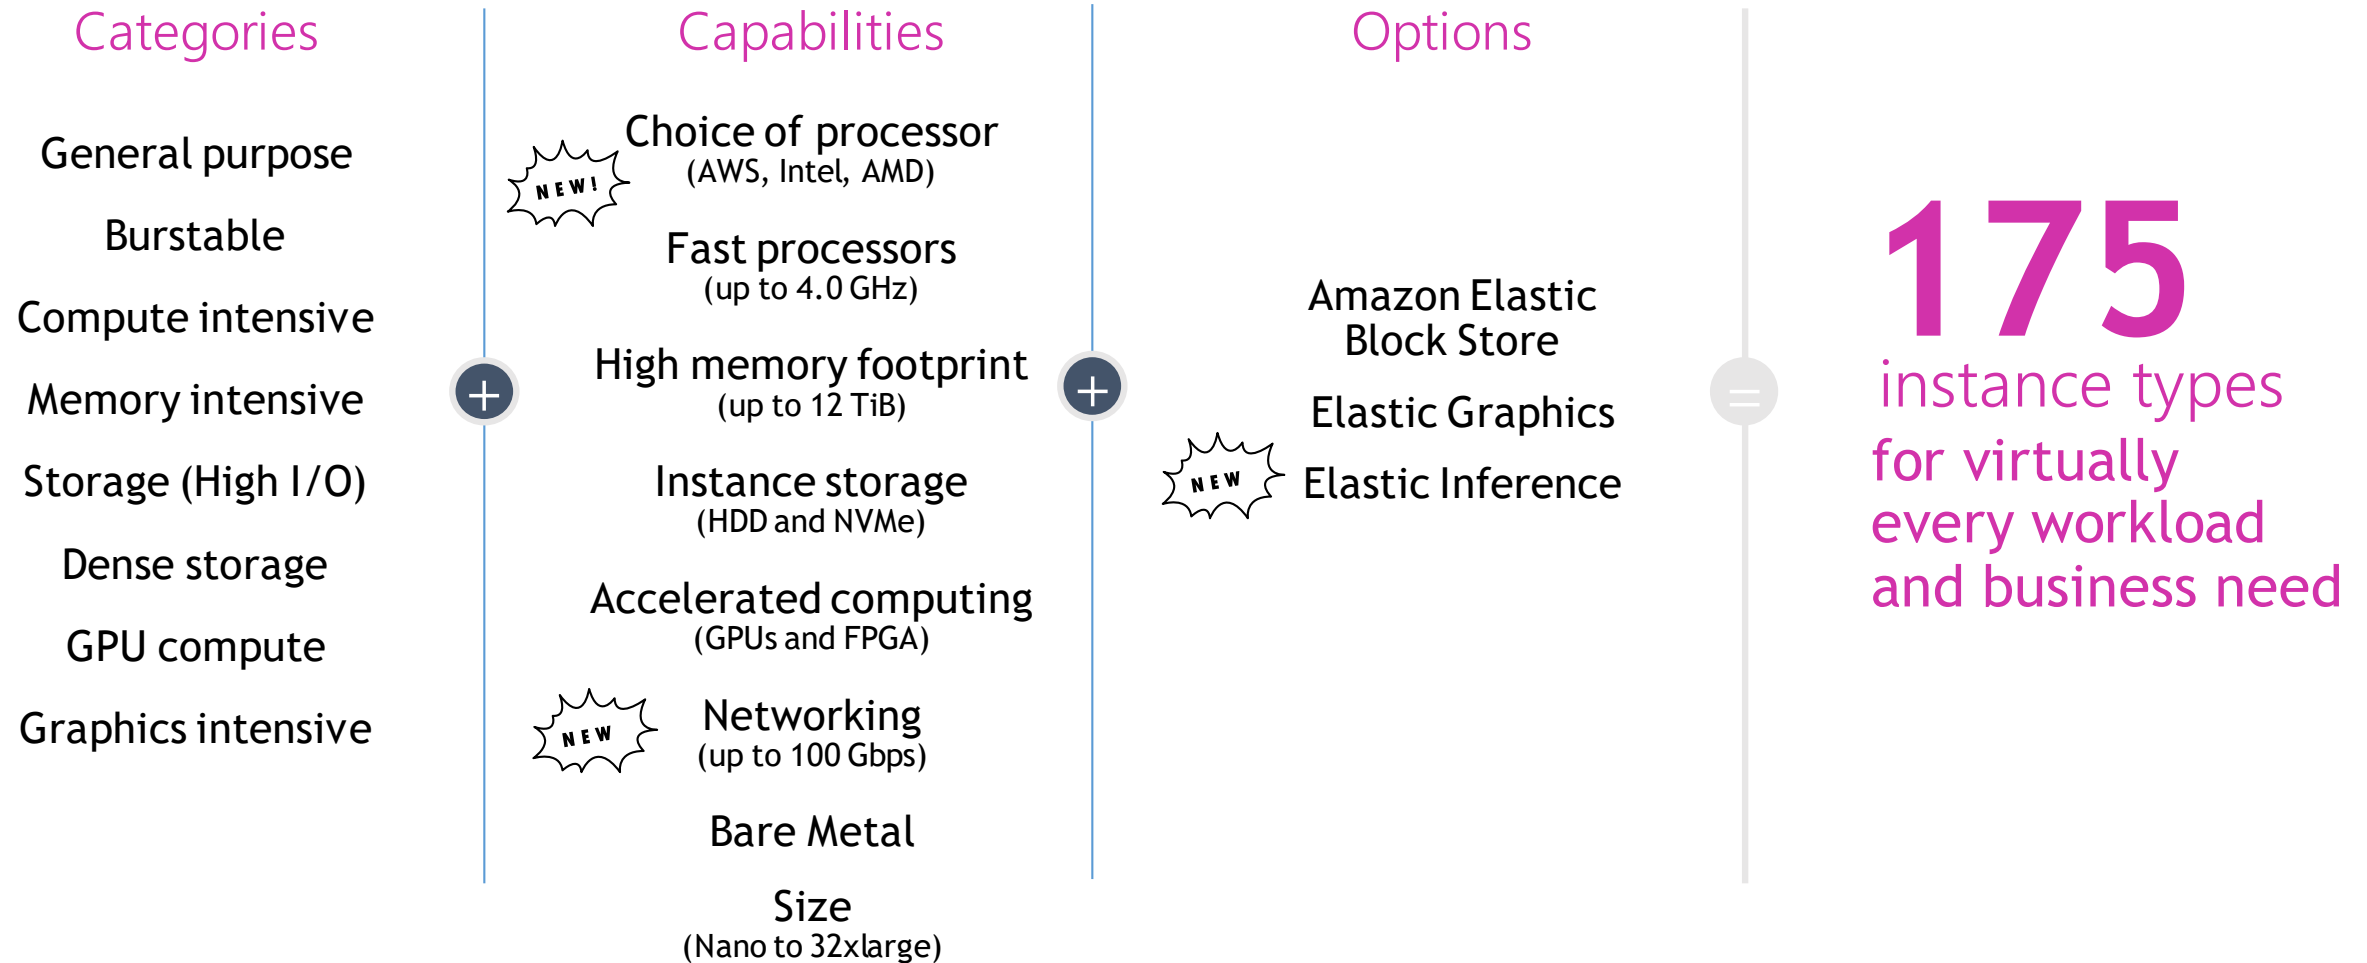 Categories
General purpose
Burstable
Compute intensive
Memory intensive
Storage (High I/O)
Dense storage
GPU compute
Graphics intensive
+
Capabilities
NEW!
Choice of processor
(AWS, Intel, AMD)
Fast processors
(up to 4.0 GHz)
High memory footprint
(up to 12 TiB)
Instance storage
(HDD and NVMe)
Accelerated computing
(GPUs and FPGA)
NEW
Networking
(up to 100 Gbps)
Bare Metal
Size
(Nano to 32xlarge)
+
Options
Amazon Elastic
Block Store
Elastic Graphics
NEW
Elastic Inference
=
175
instance types
for virtually
every workload
and business need